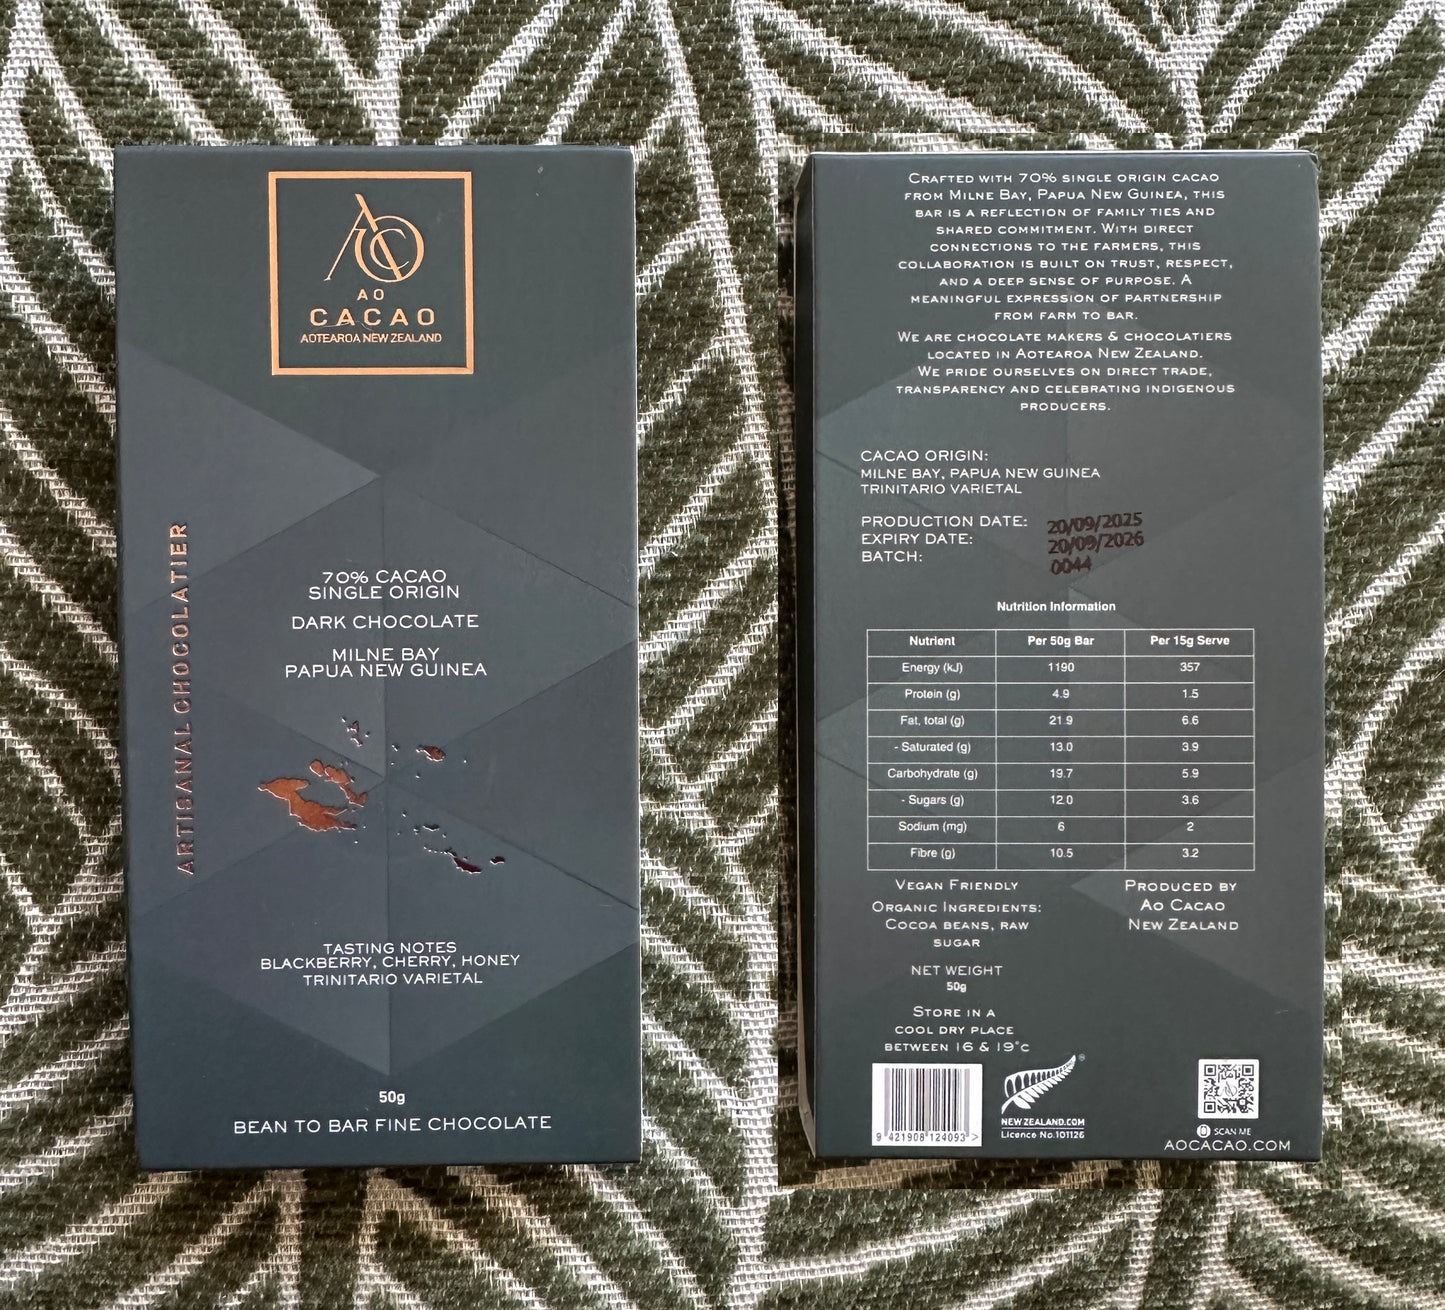 AO
CACAO
AOTEAROA NEW ZEALAND
ARTISANAL CHOCOLATIER
70% CACAO
SINGLE ORIGIN
DARK CHOCOLATE
MILNE BAY
PAPUA NEW GUINEA
TASTING NOTES
BLACKBERRY, CHERRY, HONEY
TRINITARIO VARIETAL
50g
BEAN TO BAR FINE CHOCOLATE
CRAFTED WITH 70% SINGLE ORIGIN CACAO
FROM MILNE BAY, PAPUA NEW GUINEA, THIS
BAR IS A REFLECTION OF FAMILY TIES AND
SHARED COMMITMENT. WITH DIRECT
CONNECTIONS TO THE FARMERS, THIS
COLLABORATION IS BUILT ON TRUST, RESPECT,
AND A DEEP SENSE OF PURPOSE. A
MEANINGFUL EXPRESSION OF PARTNERSHIP
FROM FARM TO BAR.
WE ARE CHOCOLATE MAKERS & CHOCOLATIERS
LOCATED IN AOTEAROA NEW ZEALAND.
WE PRIDE OURSELVES ON DIRECT TRADE,
TRANSPARENCY AND CELEBRATING INDIGENOUS
PRODUCERS.
CACAO ORIGIN:
MILNE BAY, PAPUA NEW GUINEA
TRINITARIO VARIETAL
PRODUCTION DATE: 20/09/2025
EXPIRY DATE: 20/09/2026
BATCH: 0044
Nutrition Information
Nutrient Per 50g Bar Per 15g Serve
Energy (kJ) 1190 357
Protein (g) 4.9 1.5
Fat, total (g) 21.9 6.6
- Saturated (g) 13.0 3.9
Carbohydrate (g) 19.7 5.9
- Sugars (g) 12.0 3.6
Sodium (mg) 6 2
Fibre (g) 10.5 3.2
VEGAN FRIENDLY
ORGANIC INGREDIENTS:
COCOA BEANS, RAW
SUGAR
NET WEIGHT
50g
STORE IN A
COOL DRY PLACE
BETWEEN 16 & 19°C
PRODUCED BY
AO CACAO
NEW ZEALAND
9 421908 124093 >
NEW ZEALAND.COM
Licence No.101126
SCAN ME
AOCACAO.COM